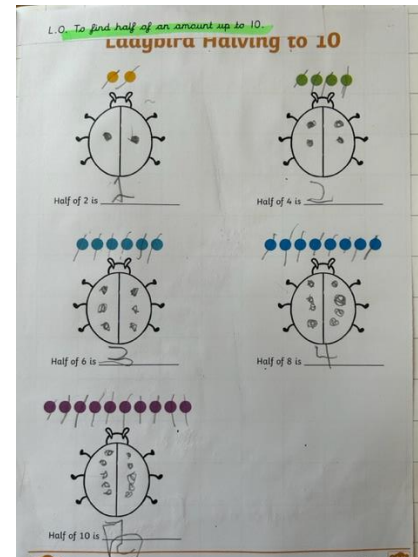 L.O. To find half of an amount up to 10.
Ladybird Halving to 10
Half of 2 is 1
Half of 4 is 2
Half of 6 is 3
Half of 8 is 4
Half of 10 is